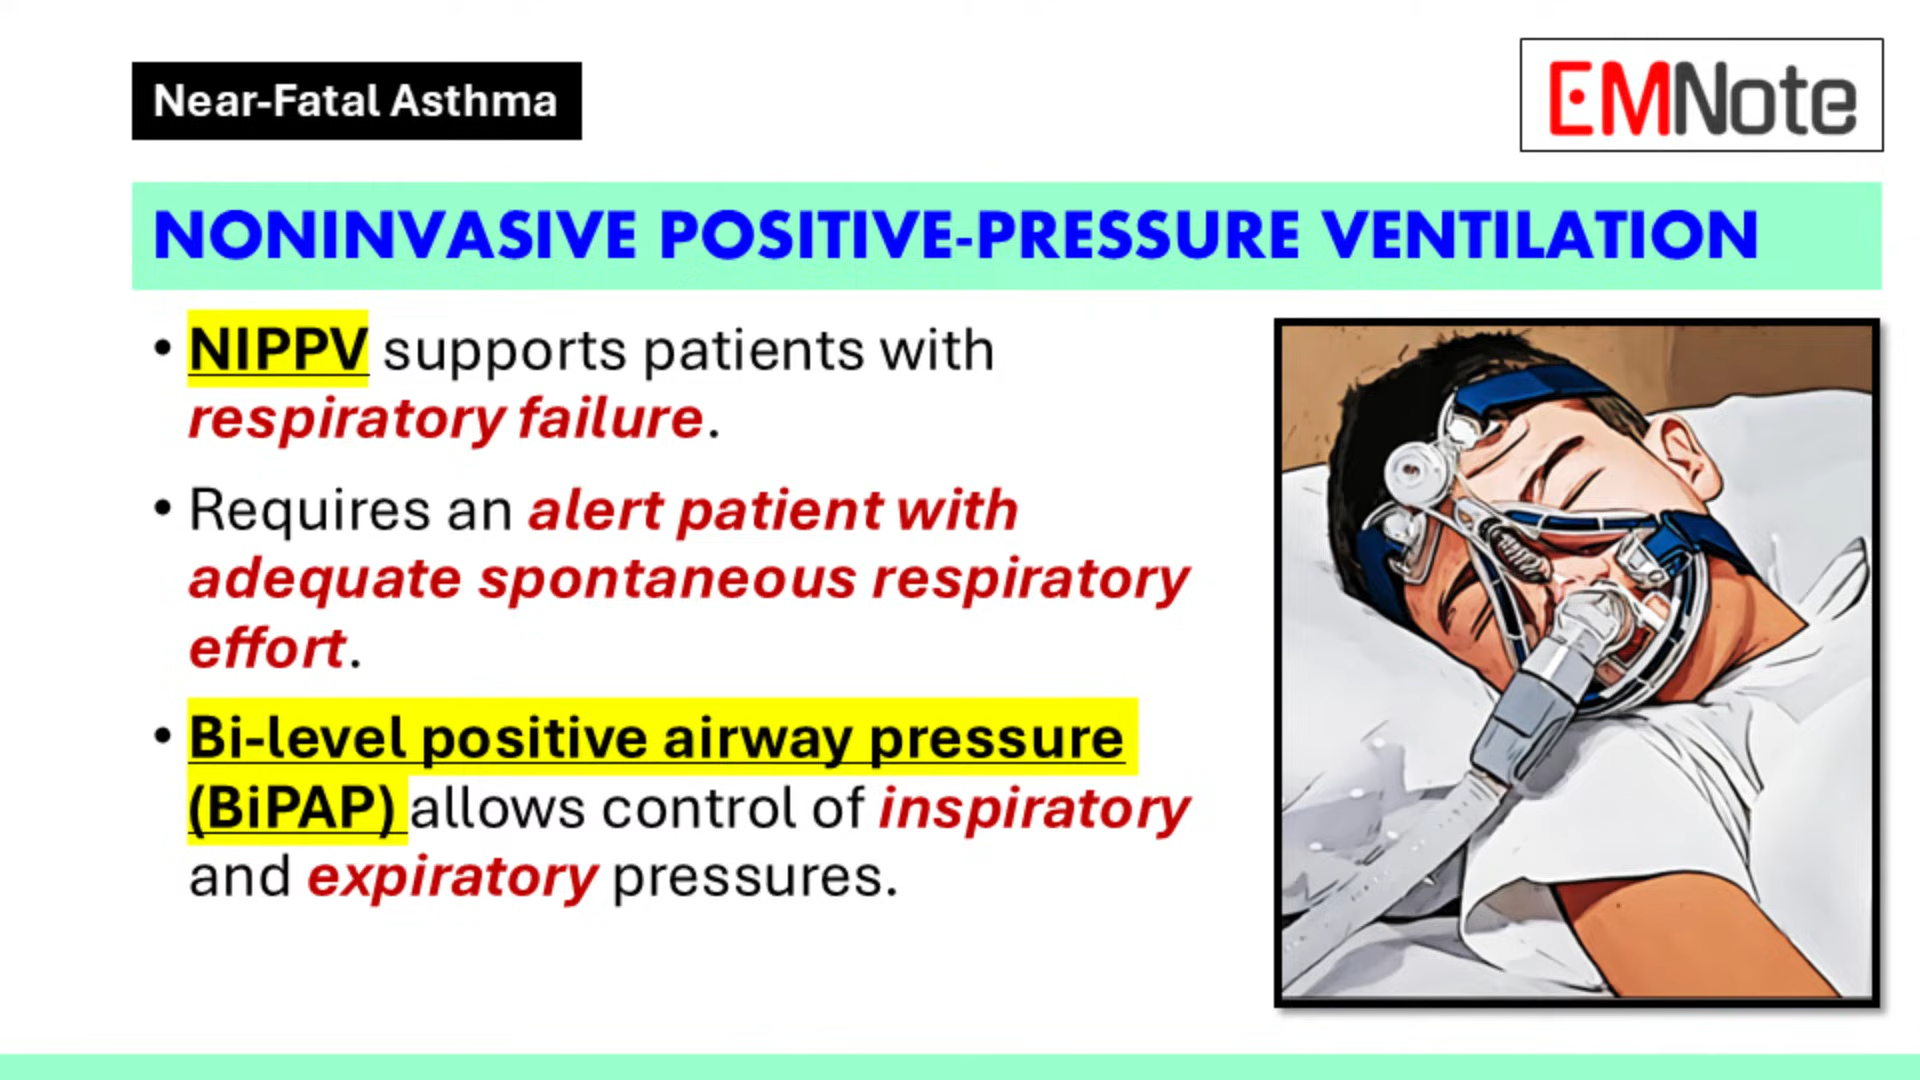 Near-Fatal Asthma
EMNote
NONINVASIVE POSITIVE-PRESSURE VENTILATION
• NIPPV supports patients with
respiratory failure.
• Requires an alert patient with
adequate spontaneous respiratory
effort.
• Bi-level positive airway pressure
(BiPAP) allows control of inspiratory
and expiratory pressures.